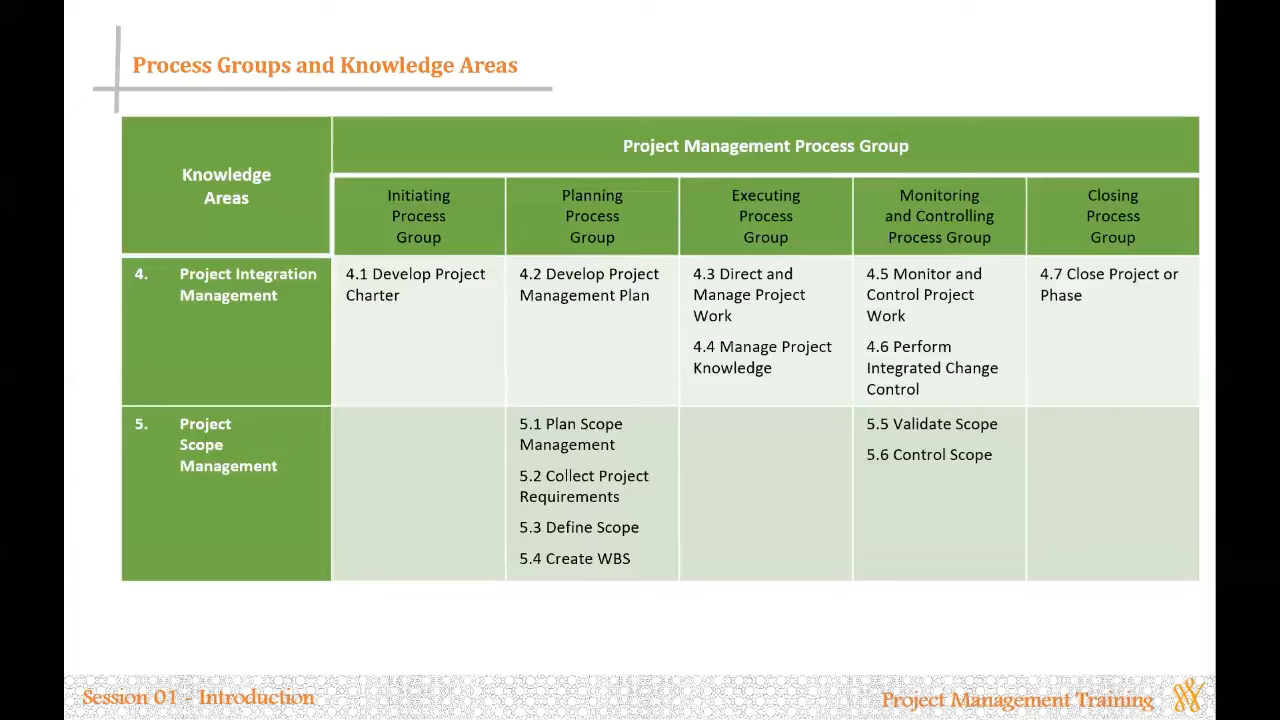 Process Groups and Knowledge Areas
Knowledge
Areas
Project Management Process Group
Initiating
Process
Group
Planning
Process
Group
Executing
Process
Group
Monitoring
and Controlling
Process Group
Closing
Process
Group
4. Project Integration
Management
4.1 Develop Project
Charter
4.2 Develop Project
Management Plan
4.3 Direct and
Manage Project
Work
4.4 Manage Project
Knowledge
4.5 Monitor and
Control Project
Work
4.6 Perform
Integrated Change
Control
4.7 Close Project or
Phase
5. Project
Scope
Management
5.1 Plan Scope
Management
5.2 Collect Project
Requirements
5.3 Define Scope
5.4 Create WBS
5.5 Validate Scope
5.6 Control Scope
Session 01 - Introduction
Project Management Training